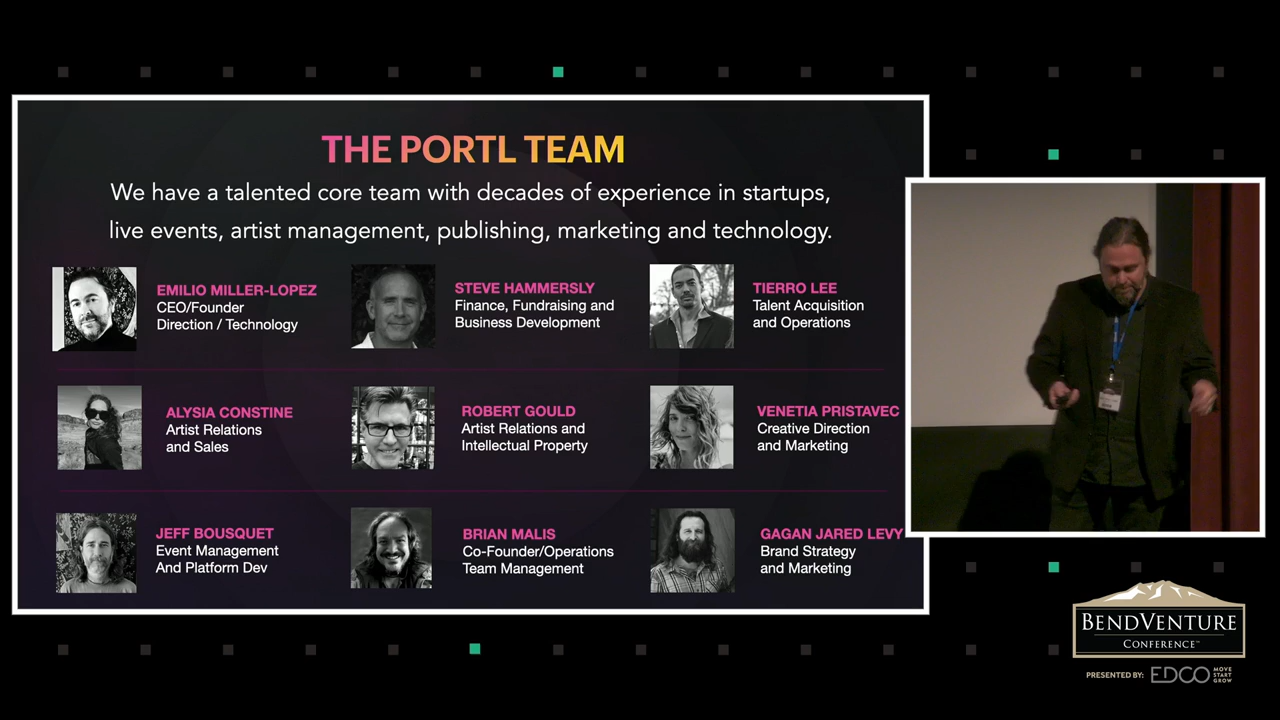 THE PORTL TEAM
We have a talented core team with decades of experience in startups,
live events, artist management, publishing, marketing and technology.
EMILIO MILLER-LOPEZ
CEO/Founder
Direction / Technology
STEVE HAMMERSLY
Finance, Fundraising and
Business Development
TIERRO LEE
Talent Acquisition
and Operations
ALYSIA CONSTINE
Artist Relations
and Sales
ROBERT GOULD
Artist Relations and
Intellectual Property
VENETIA PRISTAVEC
Creative Direction
and Marketing
JEFF BOUSQUET
Event Management
And Platform Dev
BRIAN MALIS
Co-Founder/Operations
Team Management
GAGAN JARED LEVY
Brand Strategy
and Marketing
BENDVENTURE
CONFERENCE™
PRESENTED BY: EDCO MOVE
START
GROW